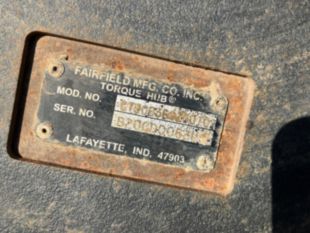 FAIRFIELD MFG. CO. INC.
TORQUE HUB®
MOD. NO.
SER. NO.
LAFAYETTE, IND. 47903